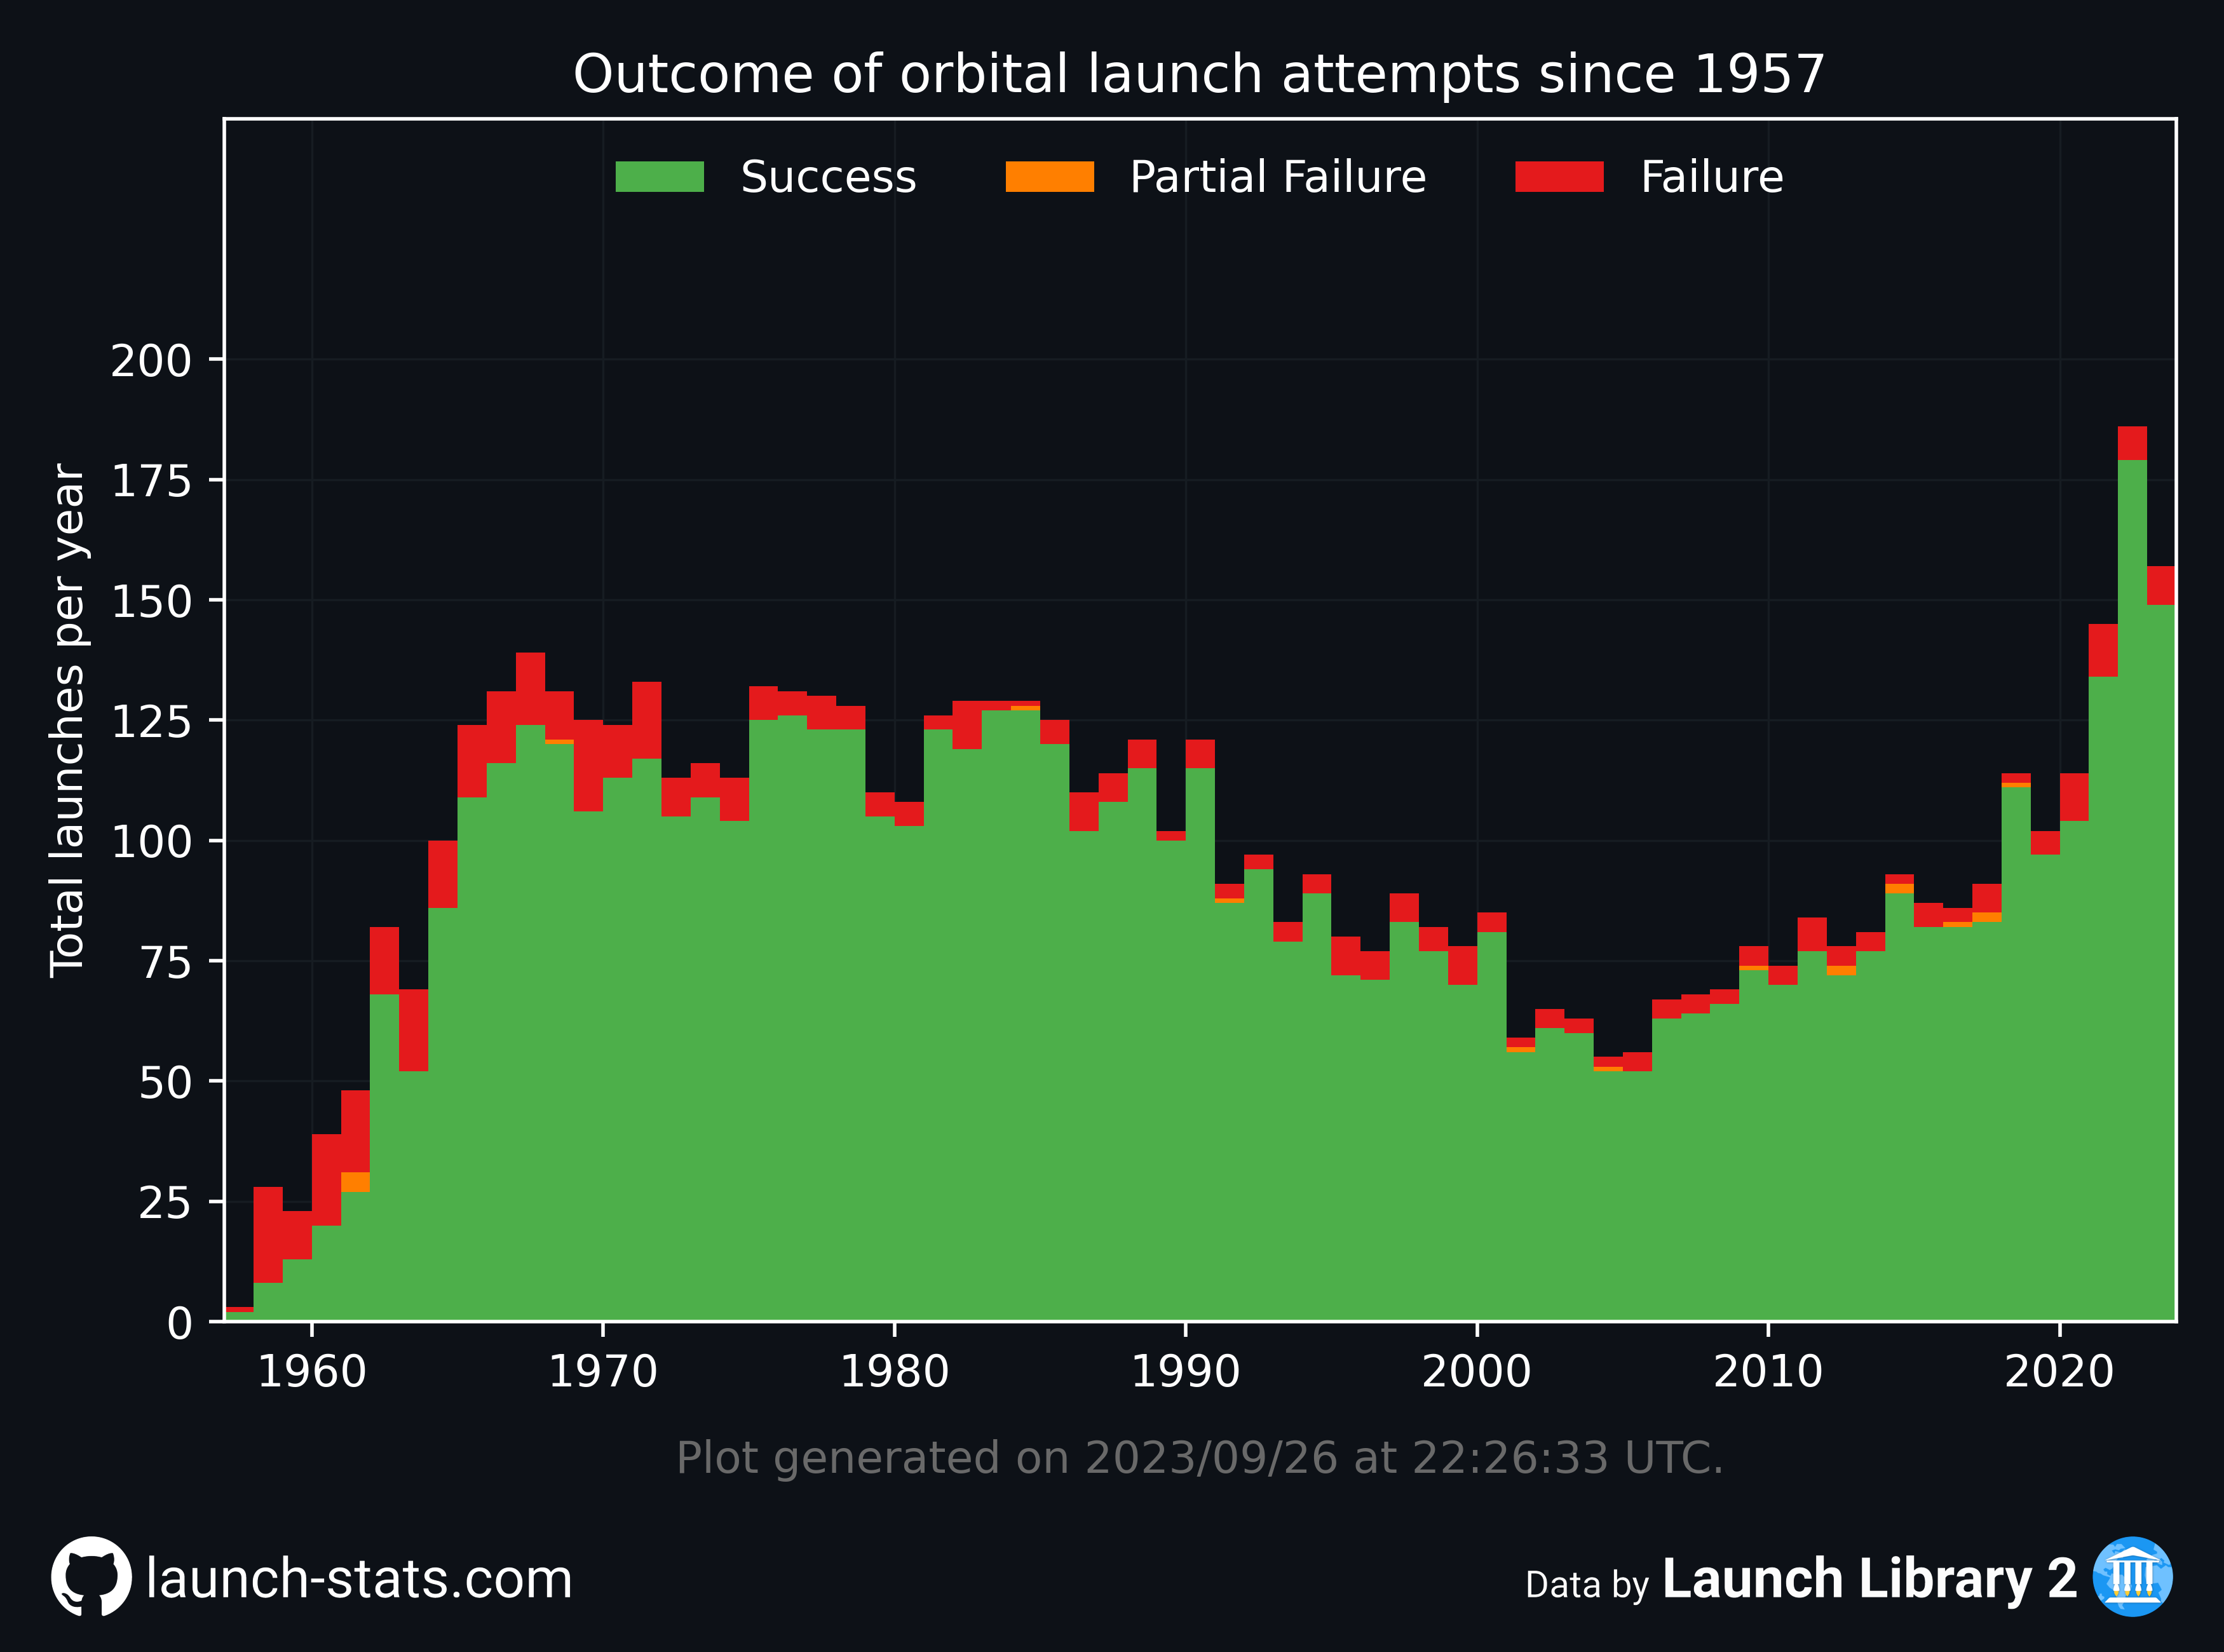 Outcome of orbital launch attempts since 1957
Success Partial Failure Failure
Total launches per year
200
175
150
125
100
75
50
25
0
1960 1970 1980 1990 2000 2010 2020
Plot generated on 2023/09/26 at 22:26:33 UTC.
launch-stats.com
Data by Launch Library 2